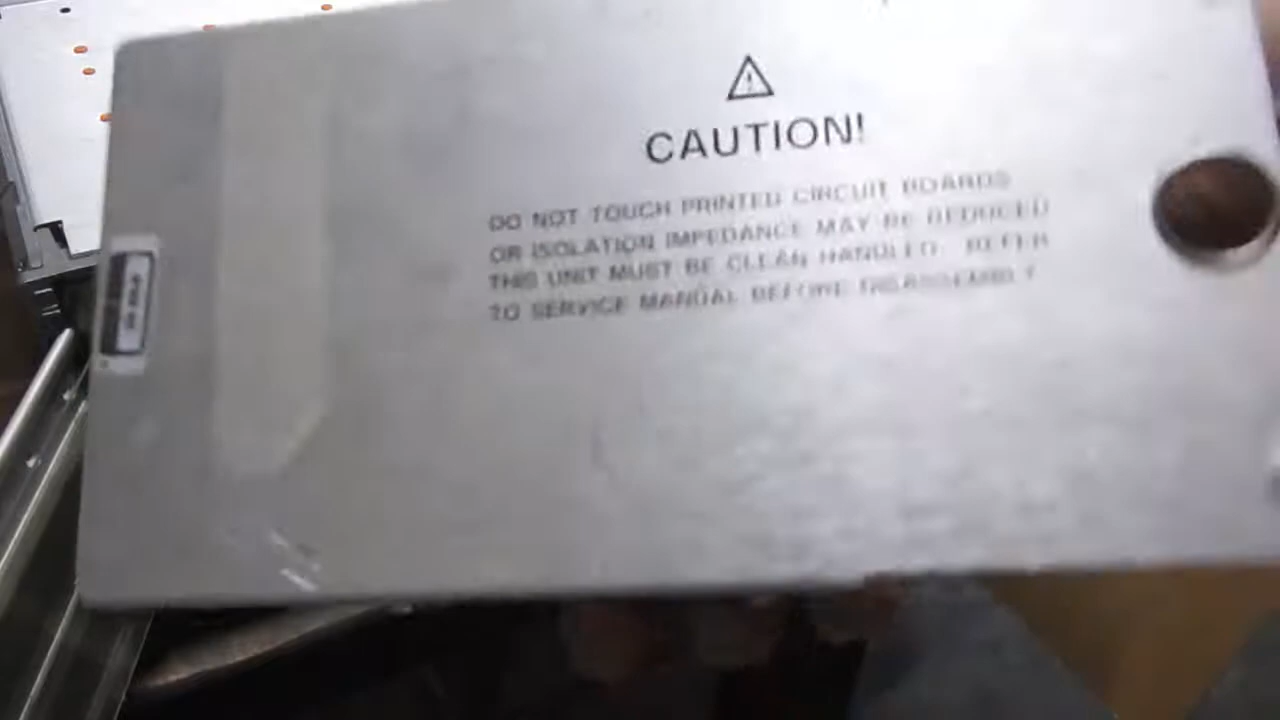 CAUTION!
DO NOT TOUCH PRINTED CIRCUIT BOARDS
OR ISOLATION IMPEDANCE MAY BE REDUCED
THIS UNIT MUST BE CLEAN HANDLED. REFER
TO SERVICE MANUAL BEFORE DISASSEMBLY